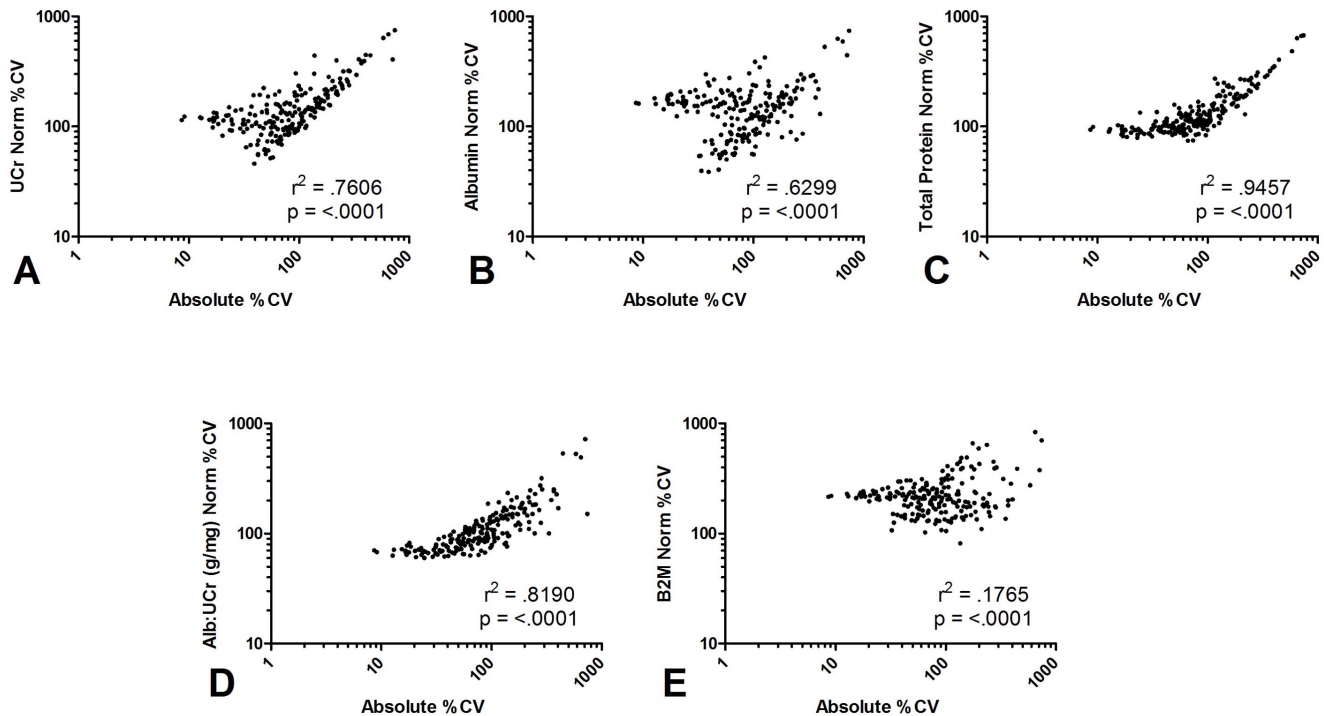 UCr Norm %CV
1000
100
10
1
10
100
1000
r2 = .7606
p = <.0001
A
Absolute %CV
Albumin Norm %CV
1000
100
10
1
10
100
1000
r2 = .6299
p = <.0001
B
Absolute %CV
Total Protein Norm %CV
1000
100
10
1
10
100
1000
r2 = .9457
p = <.0001
C
Absolute %CV
Alb:UCr (g/mg) Norm %CV
1000
100
10
1
10
100
1000
r2 = .8190
p = <.0001
D
Absolute %CV
B2M Norm %CV
1000
100
10
1
10
100
1000
r2 = .1765
p = <.0001
E
Absolute %CV